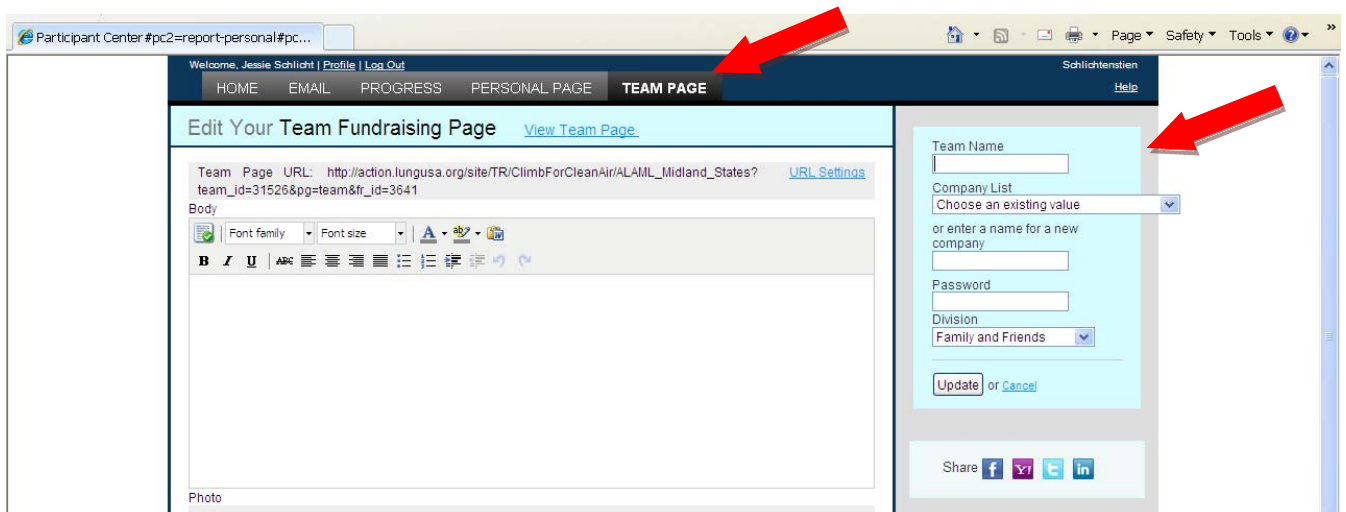 Participant Center#pc2=report-personal#pc...
Page Safety Tools
Welcome, Jessie Schlicht | Profile | Log Out
Schlichtenstien
HOME EMAIL PROGRESS PERSONAL PAGE TEAM PAGE
Help
Edit Your Team Fundraising Page View Team Page
Team Page URL: http://action.lungusa.org/site/TR/ClimbForCleanAir/ALAML_Midland_States?
team_id=31526&pg=team&fr_id=3641
URL Settings
Body
Font family Font size A ab
B I U ABC
Photo
Team Name
Company List
Choose an existing value
or enter a name for a new
company
Password
Division
Family and Friends
Update or Cancel
Share f Y! t in